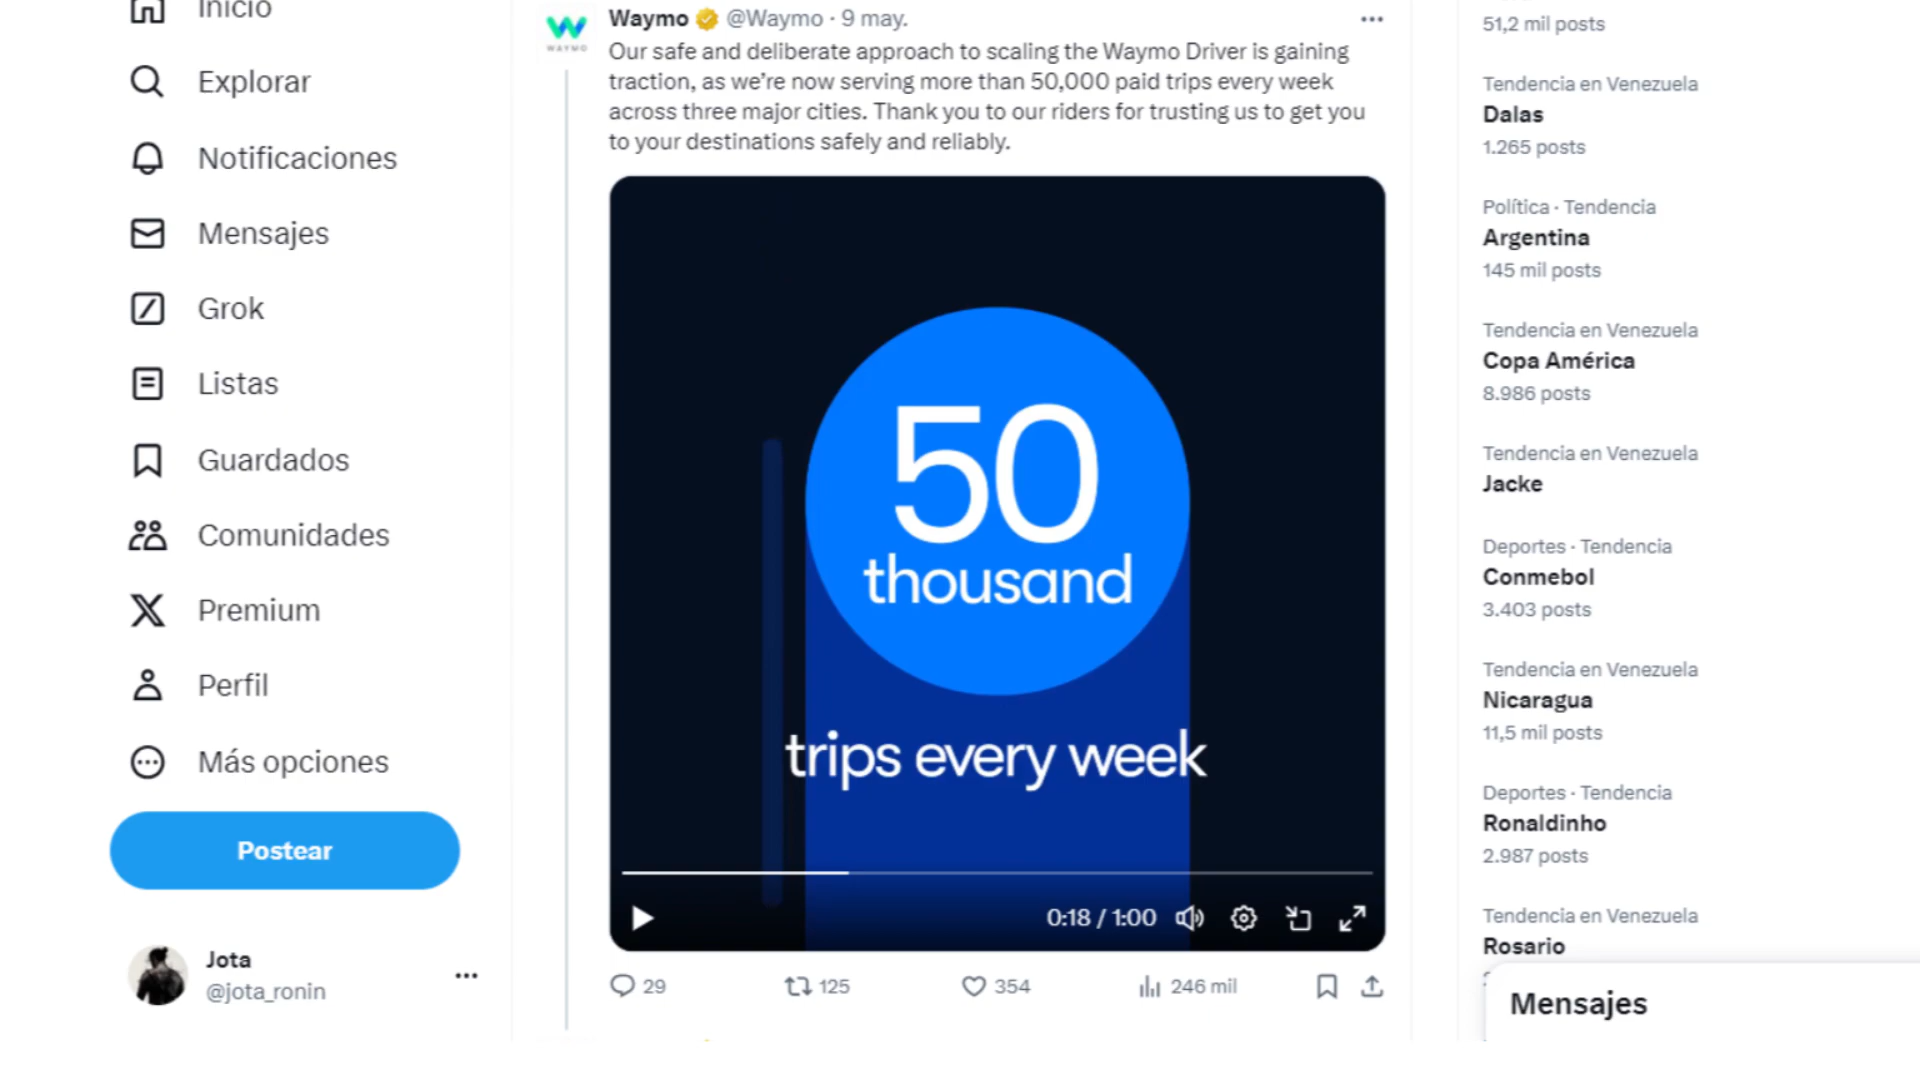 Inicio
Explorar
Notificaciones
Mensajes
Grok
Listas
Guardados
Comunidades
Premium
Perfil
Más opciones
Postear
Jota
@jota_ronin
WAYMO
Waymo @Waymo · 9 may.
Our safe and deliberate approach to scaling the Waymo Driver is gaining
traction, as we're now serving more than 50,000 paid trips every week
across three major cities. Thank you to our riders for trusting us to get you
to your destinations safely and reliably.
50
thousand
trips every week
0:18 / 1:00
29 125 354 246 mil
51,2 mil posts
Tendencia en Venezuela
Dalas
1.265 posts
Política · Tendencia
Argentina
145 mil posts
Tendencia en Venezuela
Copa América
8.986 posts
Tendencia en Venezuela
Jacke
Deportes · Tendencia
Conmebol
3.403 posts
Tendencia en Venezuela
Nicaragua
11,5 mil posts
Deportes · Tendencia
Ronaldinho
2.987 posts
Tendencia en Venezuela
Rosario
Mensajes